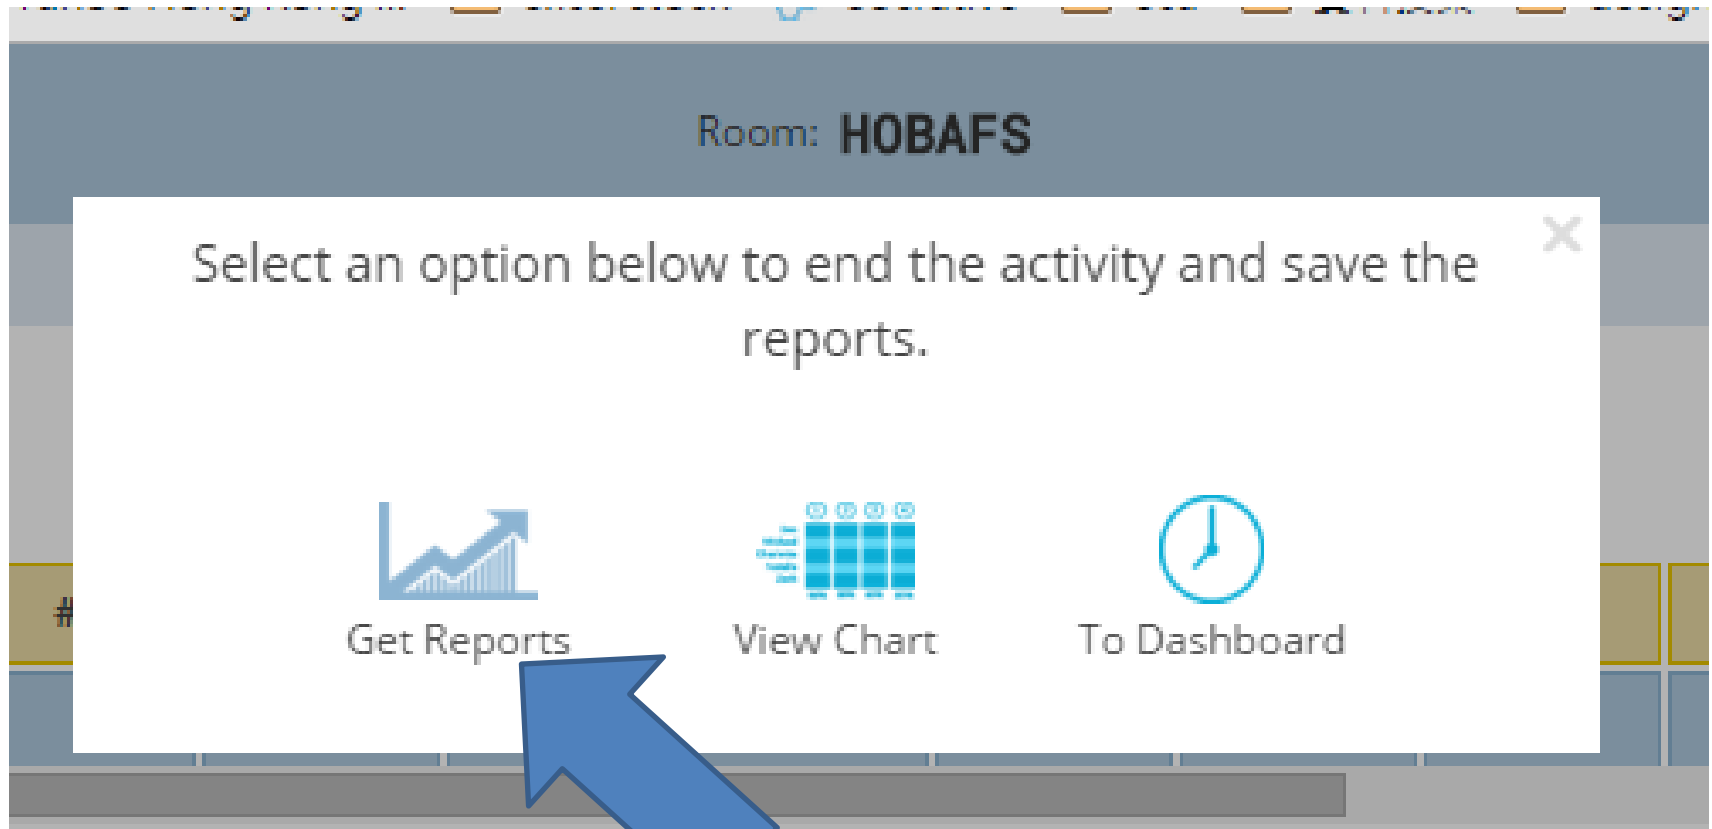 Room: HOBAFS
Select an option below to end the activity and save the
reports.
#
Get Reports View Chart To Dashboard